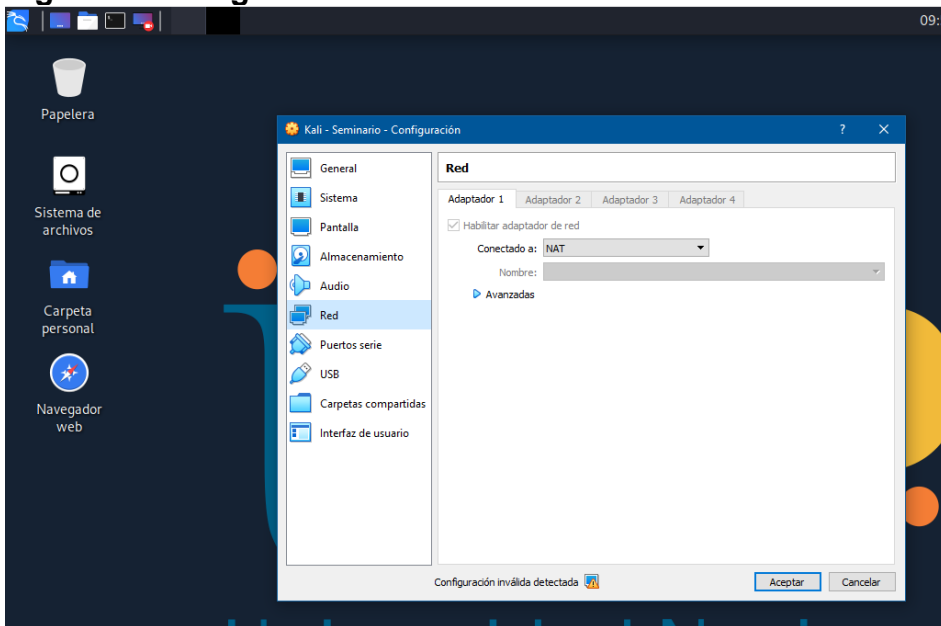 09:
Papelera
Sistema de
archivos
Carpeta
personal
Navegador
web
Kali - Seminario - Configuración
?
General
Sistema
Pantalla
Almacenamiento
Audio
Red
Puertos serie
USB
Carpetas compartidas
Interfaz de usuario
Red
Adaptador 1 Adaptador 2 Adaptador 3 Adaptador 4
Habilitar adaptador de red
Conectado a: NAT
Nombre:
Avanzadas
Configuración inválida detectada
Aceptar Cancelar